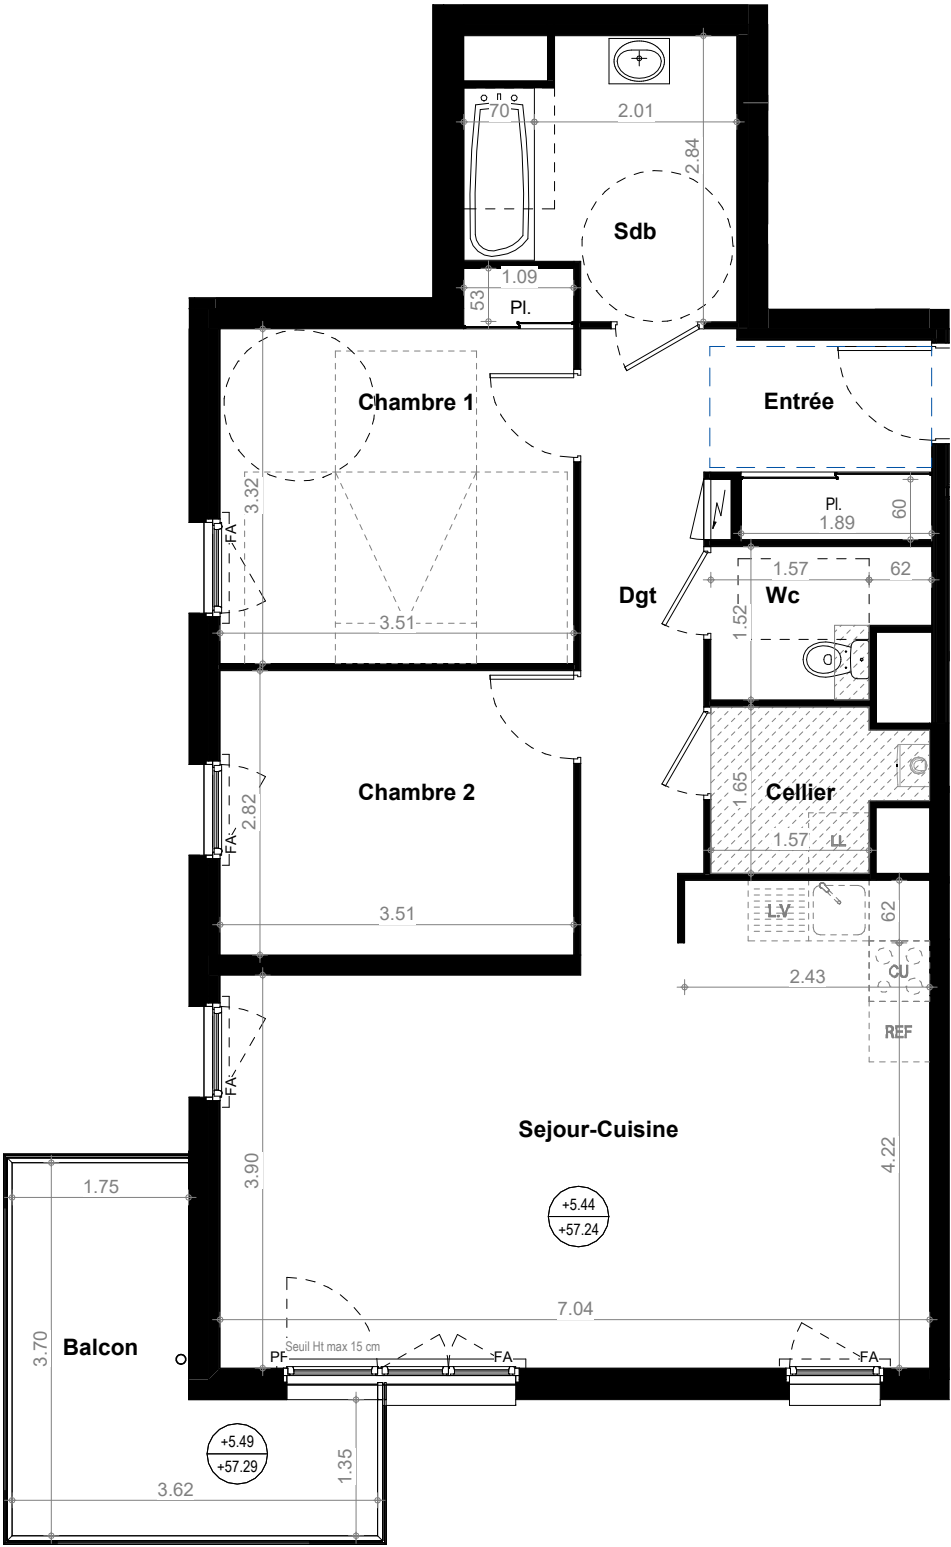 70
2.01
2.84
Sdb
1.09
53
Pl.
Chambre 1
Entrée
3.32
FA
Pl.
1.89
60
3.51
Dgt
1.57
62
Wc
1.52
Chambre 2
2.82
FA
3.51
1.65
Cellier
1.57
LL
L.V
62
CU
2.43
REF
FA
Sejour-Cuisine
3.90
4.22
+5.44
+57.24
1.75
7.04
3.70
Balcon
Seuil Ht max 15 cm
PF
FA
FA
+5.49
+57.29
1.35
3.62